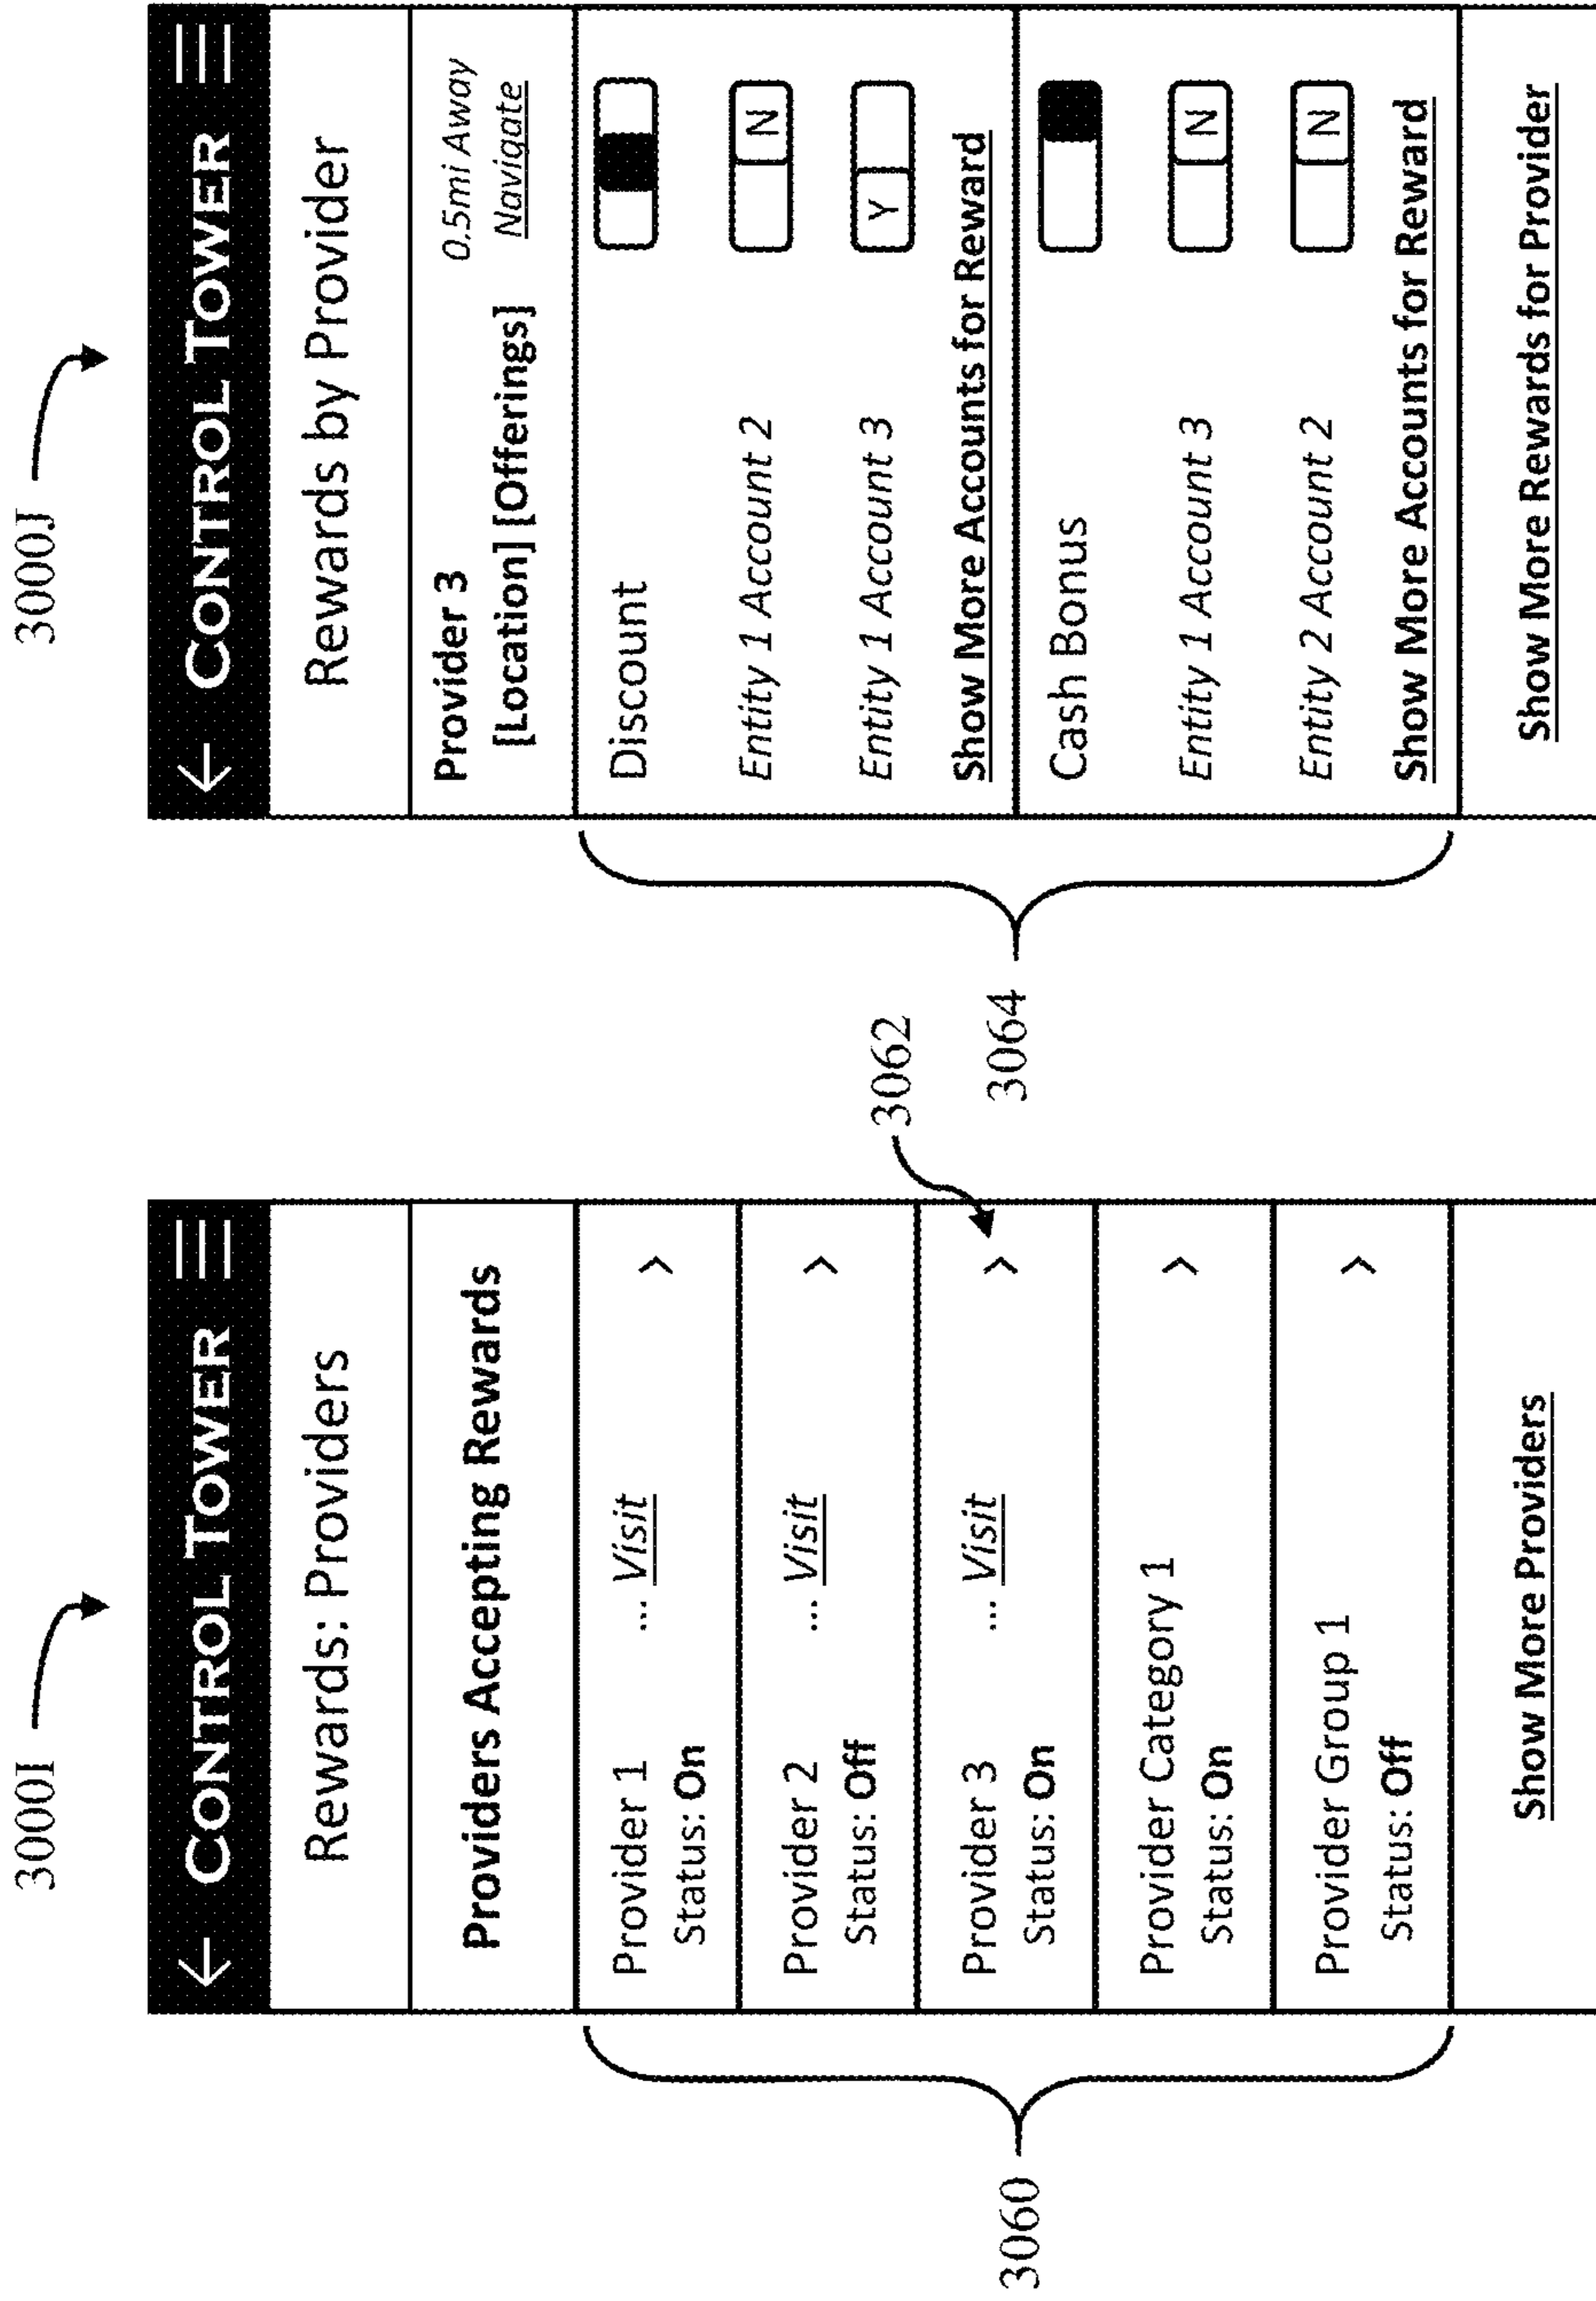 3000I
← CONTROL TOWER
Rewards: Providers
Providers Accepting Rewards
Provider 1 ... Visit >
Status: On
Provider 2 ... Visit >
Status: Off
Provider 3 ... Visit >
Status: On
Provider Category 1 >
Status: On
Provider Group 1 >
Status: Off
Show More Providers
3060
3062
3000J
← CONTROL TOWER
Rewards by Provider
Provider 3 0.5mi Away
[Location] [Offerings] Navigate
Discount
Entity 1 Account 2 N
Entity 1 Account 3 Y
Show More Accounts for Reward
Cash Bonus
Entity 1 Account 3 N
Entity 2 Account 2 N
Show More Accounts for Reward
Show More Rewards for Provider
3064